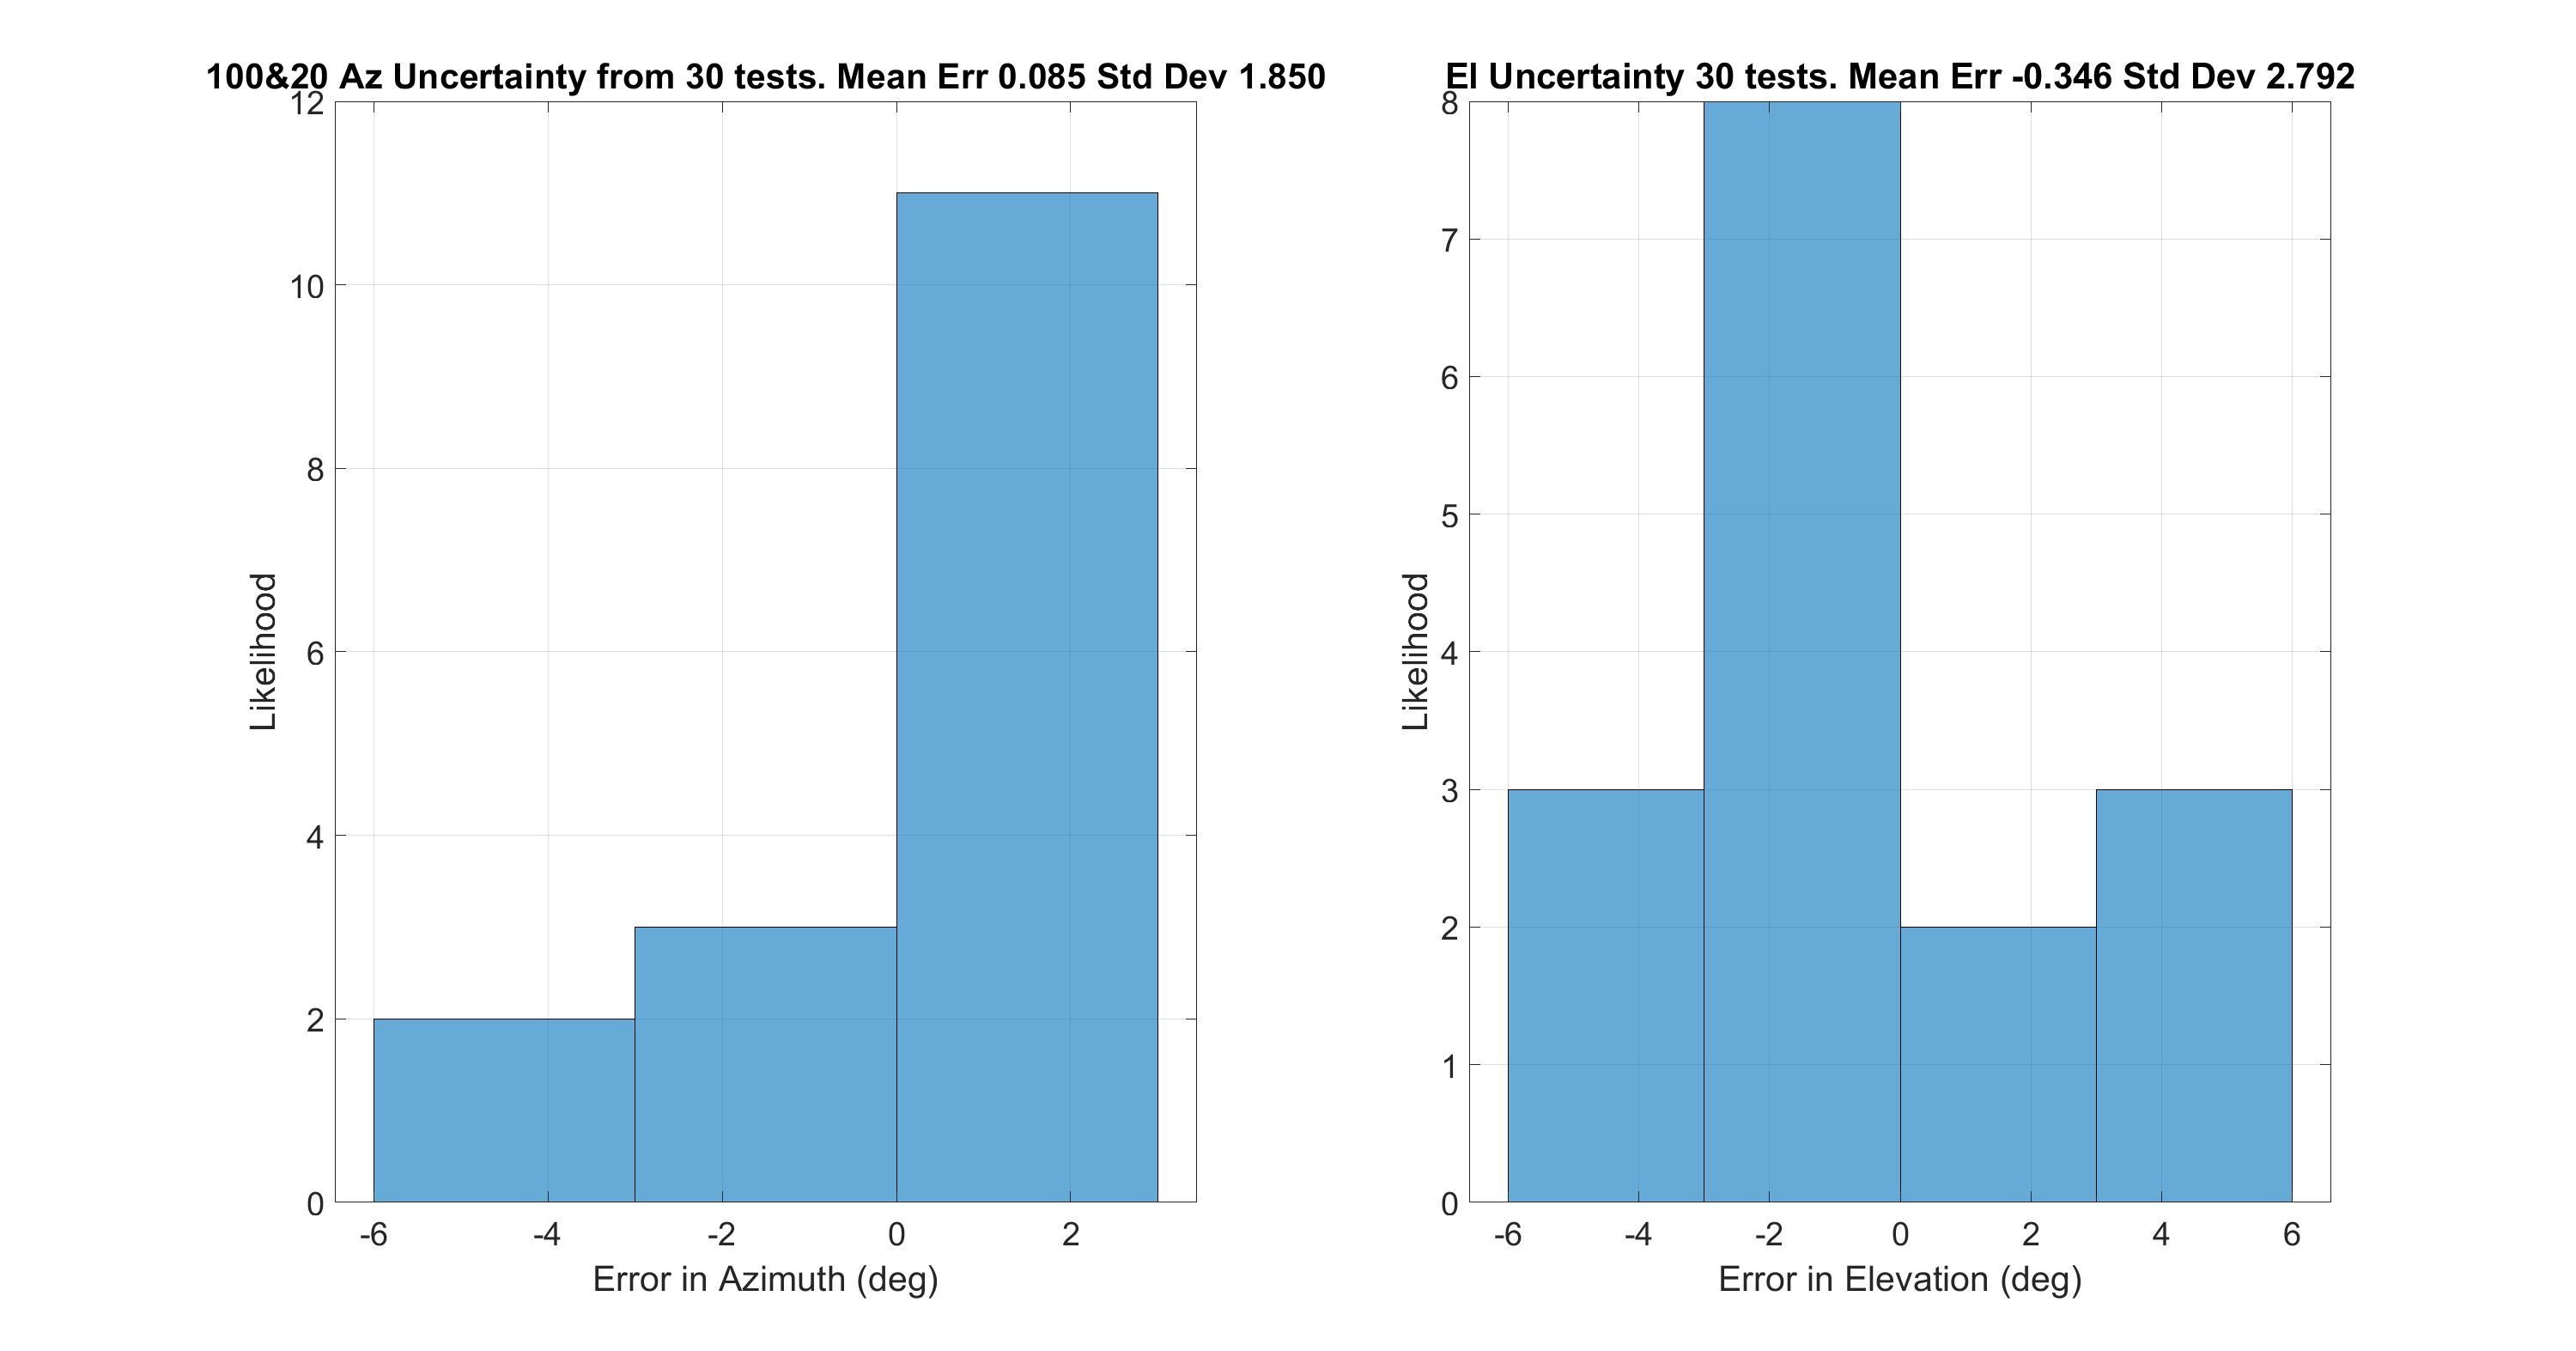 100&20 Az Uncertainty from 30 tests. Mean Err 0.085 Std Dev 1.850
12
10
8
6
4
2
0
Likelihood
-6 -4 -2 0 2
Error in Azimuth (deg)
El Uncertainty 30 tests. Mean Err -0.346 Std Dev 2.792
8
7
6
5
4
3
2
1
0
Likelihood
-6 -4 -2 0 2 4 6
Error in Elevation (deg)